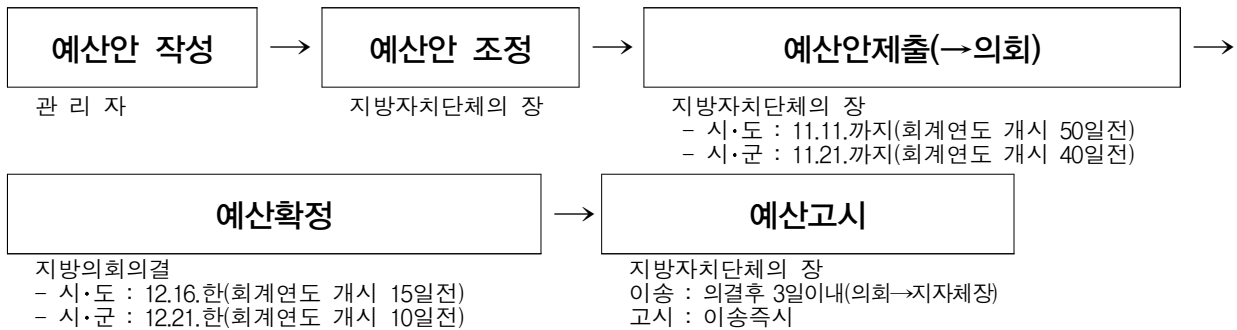 예산안 작성 → 예산안 조정 → 예산안제출(→의회) →
관 리 자
지방자치단체의 장
지방자치단체의 장
- 시·도 : 11.11.까지(회계연도 개시 50일전)
- 시·군 : 11.21.까지(회계연도 개시 40일전)
예산확정 → 예산고시
지방의회의결
- 시·도 : 12.16.한(회계연도 개시 15일전)
- 시·군 : 12.21.한(회계연도 개시 10일전)
지방자치단체의 장
이송 : 의결후 3일이내(의회→지자체장)
고시 : 이송즉시